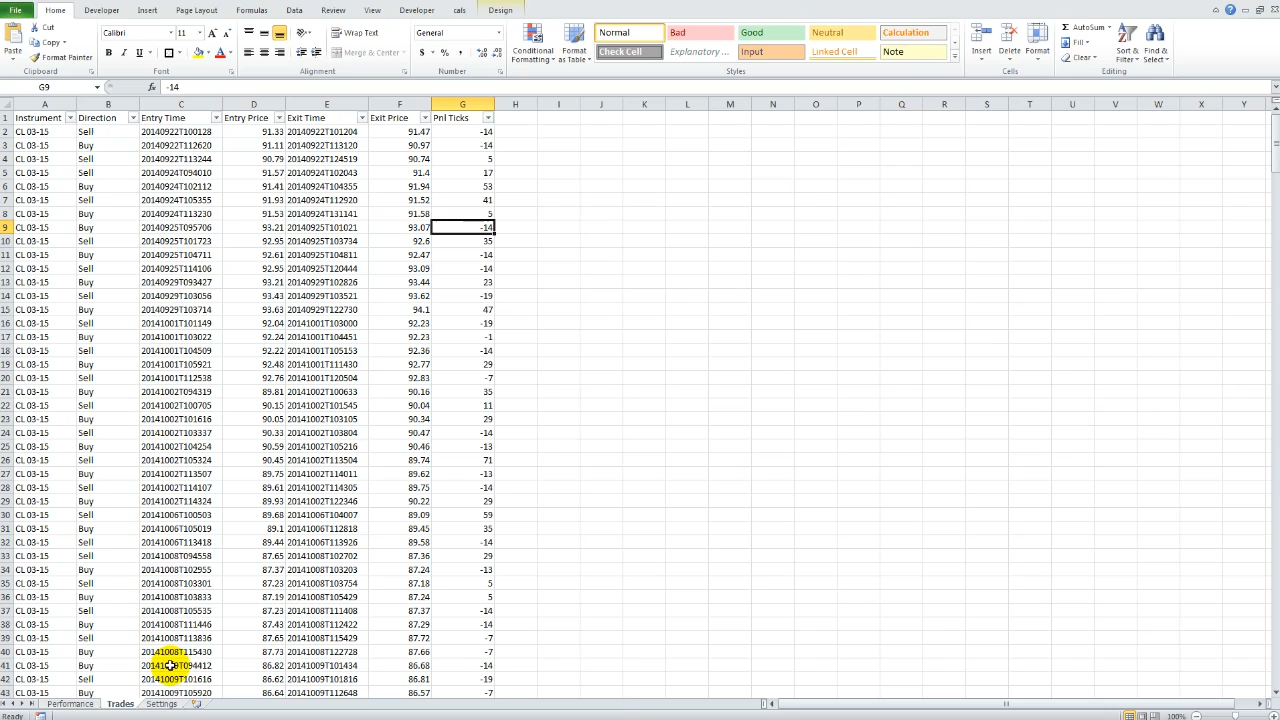 File Home Developer Insert Page Layout Formulas Data Review View Developer cals Design
Cut Calibri 11 Wrap Text General Normal Bad Good Neutral Calculation AutoSum
Copy Fill
Paste Format Painter Merge & Center Conditional Formatting Format as Table Check Cell Explanatory ... Input Linked Cell Note Insert Delete Format Clear Sort & Filter Find & Select
Clipboard Font Alignment Number Styles Cells Editing
G9 fx -14
A B C D E F G H I J K L M N O P Q R S T U V W X Y
1 Instrument Direction Entry Time Entry Price Exit Time Exit Price Pnl Ticks
2 CL 03-15 Sell 20140922T100128 91.33 20140922T101204 91.47 -14
3 CL 03-15 Buy 20140922T112620 91.11 20140922T113120 90.97 -14
4 CL 03-15 Sell 20140922T113244 90.79 20140922T124519 90.74 5
5 CL 03-15 Sell 20140924T094010 91.57 20140924T102043 91.4 17
6 CL 03-15 Buy 20140924T102112 91.41 20140924T104355 91.94 53
7 CL 03-15 Sell 20140924T105355 91.93 20140924T112920 91.52 41
8 CL 03-15 Buy 20140924T113230 91.53 20140924T131141 91.58 5
9 CL 03-15 Buy 20140925T095706 93.21 20140925T101021 93.07 -14
10 CL 03-15 Sell 20140925T101723 92.95 20140925T103734 92.6 35
11 CL 03-15 Buy 20140925T104711 92.61 20140925T104811 92.47 -14
12 CL 03-15 Sell 20140925T114106 92.95 20140925T120444 93.09 -14
13 CL 03-15 Buy 20140929T093427 93.21 20140929T102826 93.44 23
14 CL 03-15 Sell 20140929T103056 93.43 20140929T103521 93.62 -19
15 CL 03-15 Buy 20140929T103714 93.63 20140929T122730 94.1 47
16 CL 03-15 Sell 20141001T101149 92.04 20141001T103000 92.23 -19
17 CL 03-15 Buy 20141001T103022 92.24 20141001T104451 92.23 -1
18 CL 03-15 Sell 20141001T104509 92.22 20141001T105153 92.36 -14
19 CL 03-15 Buy 20141001T105921 92.48 20141001T111430 92.77 29
20 CL 03-15 Sell 20141001T112538 92.76 20141001T120504 92.83 -7
21 CL 03-15 Buy 20141002T094319 89.81 20141002T100633 90.16 35
22 CL 03-15 Sell 20141002T100705 90.15 20141002T101545 90.04 11
23 CL 03-15 Buy 20141002T101616 90.05 20141002T103105 90.34 29
24 CL 03-15 Sell 20141002T103337 90.33 20141002T103804 90.47 -14
25 CL 03-15 Buy 20141002T104254 90.59 20141002T105216 90.46 -13
26 CL 03-15 Sell 20141002T105324 90.45 20141002T113504 89.74 71
27 CL 03-15 Buy 20141002T113507 89.75 20141002T114011 89.62 -13
28 CL 03-15 Sell 20141002T114107 89.61 20141002T114305 89.75 -14
29 CL 03-15 Buy 20141002T114324 89.93 20141002T122346 90.22 29
30 CL 03-15 Sell 20141006T100503 89.68 20141006T104007 89.09 59
31 CL 03-15 Buy 20141006T105019 89.1 20141006T112818 89.45 35
32 CL 03-15 Sell 20141006T113418 89.44 20141006T113926 89.58 -14
33 CL 03-15 Sell 20141008T094558 87.65 20141008T102702 87.36 29
34 CL 03-15 Buy 20141008T102955 87.37 20141008T103203 87.24 -13
35 CL 03-15 Sell 20141008T103301 87.23 20141008T103754 87.18 5
36 CL 03-15 Buy 20141008T103833 87.19 20141008T105429 87.24 5
37 CL 03-15 Sell 20141008T105535 87.23 20141008T111408 87.37 -14
38 CL 03-15 Buy 20141008T111446 87.43 20141008T112422 87.29 -14
39 CL 03-15 Sell 20141008T113836 87.65 20141008T115429 87.72 -7
40 CL 03-15 Buy 20141008T115430 87.73 20141008T122728 87.66 -7
41 CL 03-15 Buy 20141009T094412 86.82 20141009T101434 86.68 -14
42 CL 03-15 Sell 20141009T101616 86.62 20141009T101816 86.81 -19
43 CL 03-15 Buy 20141009T105920 86.64 20141009T112648 86.57 -7
Performance Trades Settings
Ready 100%